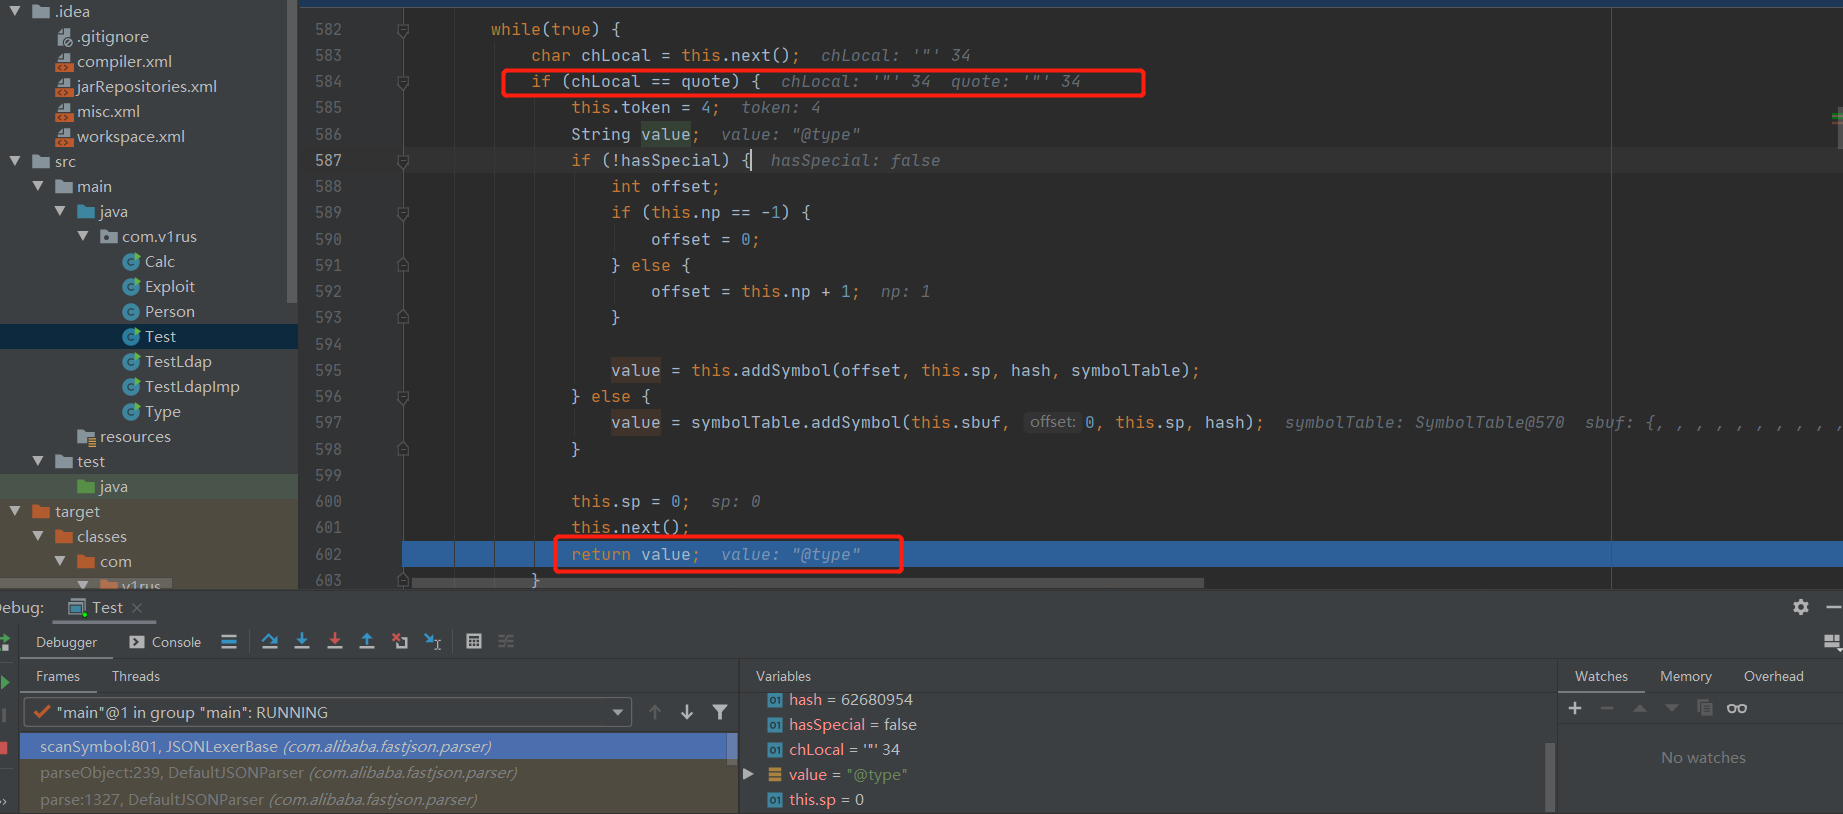 .idea
.gitignore
compiler.xml
jarRepositories.xml
misc.xml
workspace.xml
src
main
java
com.v1rus
Calc
Exploit
Person
Test
TestLdap
TestLdapImp
Type
resources
test
java
target
classes
com
v1rus
582 while(true) {
583 char chLocal = this.next(); chLocal: '"' 34
584 if (chLocal == quote) { chLocal: '"' 34 quote: '"' 34
585 this.token = 4; token: 4
586 String value; value: "@type"
587 if (!hasSpecial) { hasSpecial: false
588 int offset;
589 if (this.np == -1) {
590 offset = 0;
591 } else {
592 offset = this.np + 1; np: 1
593 }
594
595 value = this.addSymbol(offset, this.sp, hash, symbolTable);
596 } else {
597 value = symbolTable.addSymbol(this.sbuf, offset: 0, this.sp, hash); symbolTable: SymbolTable@570 sbuf: {, , , , , , , , , ,
598 }
599
600 this.sp = 0; sp: 0
601 this.next();
602 return value; value: "@type"
603 }
ebug: Test
Debugger Console
Frames Threads
"main"@1 in group "main": RUNNING
scanSymbol:801, JSONLexerBase (com.alibaba.fastjson.parser)
parseObject:239, DefaultJSONParser (com.alibaba.fastjson.parser)
parse:1327, DefaultJSONParser (com.alibaba.fastjson.parser)
Variables
01 hash = 62680954
01 hasSpecial = false
01 chLocal = '"' 34
value = "@type"
01 this.sp = 0
Watches Memory Overhead
No watches